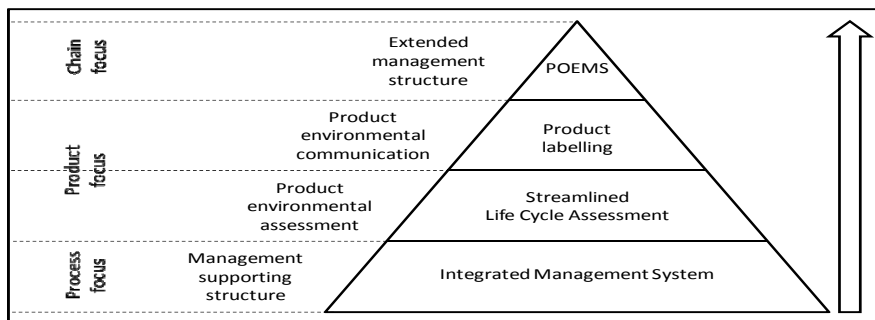 Chain
focus
Extended
management
structure
POEMS
Product
focus
Product
environmental
communication
Product
labelling
Product
environmental
assessment
Streamlined
Life Cycle Assessment
Process
focus
Management
supporting
structure
Integrated Management System